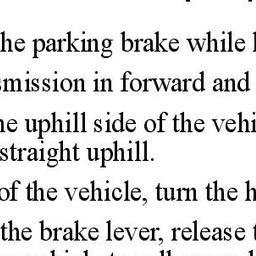 he parking brake while
smission in forward and
he uphill side of the vehi
straight uphill.
of the vehicle, turn the h
the brake lever, release t